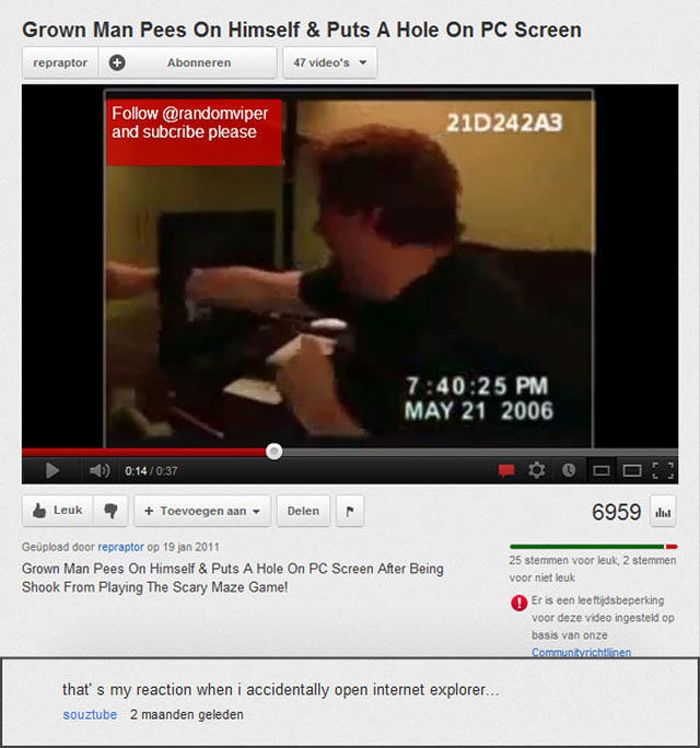 Grown Man Pees On Himself & Puts A Hole On PC Screen
repraptor Abonneren 47 video's
Follow @randomviper
and subcribe please
21D242A3
7:40:25 PM
MAY 21 2006
0:14 / 0:37
Leuk + Toevoegen aan Delen 6959
Geüpload door repraptor op 19 jan 2011
Grown Man Pees On Himself & Puts A Hole On PC Screen After Being
Shook From Playing The Scary Maze Game!
25 stemmen voor leuk, 2 stemmen
voor niet leuk
Er is een leeftijdsbeperking
voor deze video ingesteld op
basis van onze
Communityrichtlijnen
that' s my reaction when i accidentally open internet explorer...
souztube 2 maanden geleden